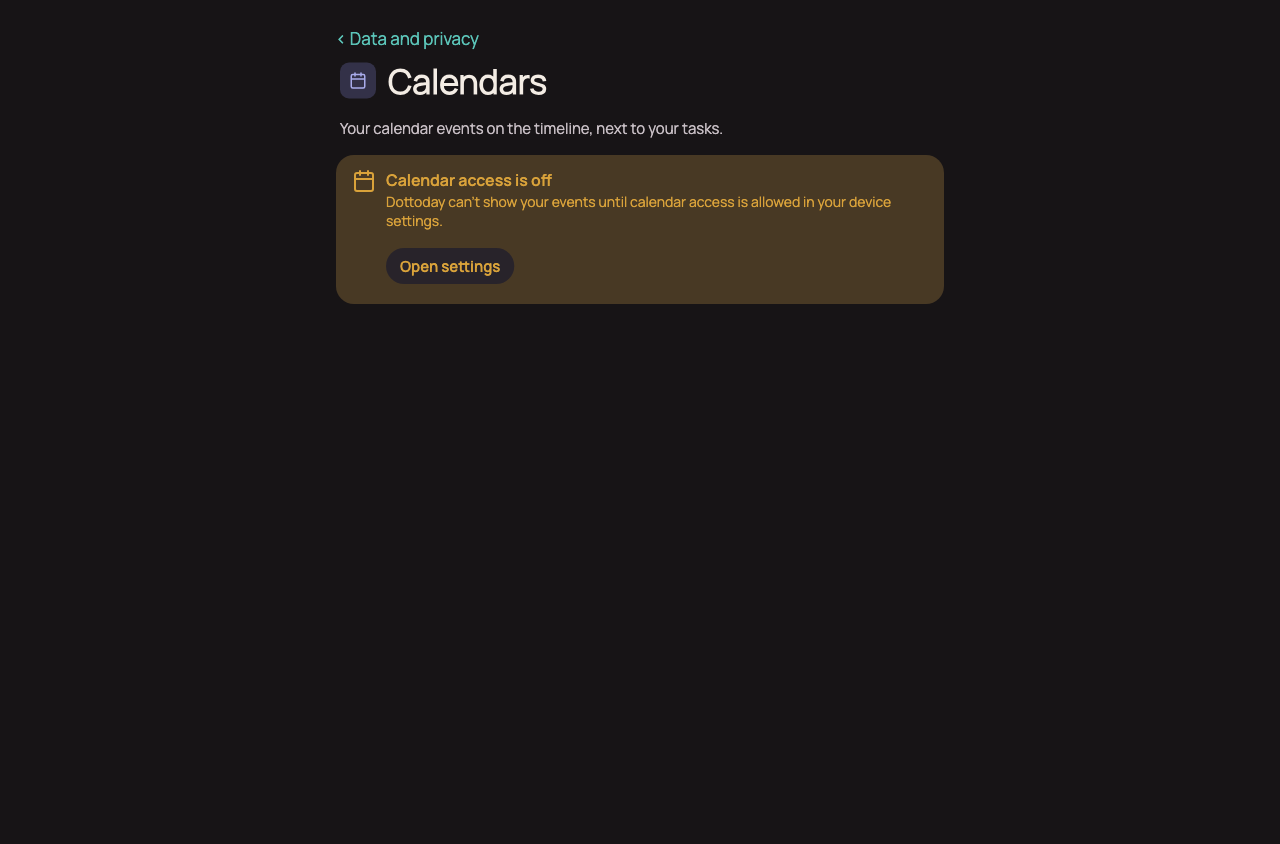 Data and privacy
Calendars
Your calendar events on the timeline, next to your tasks.
Calendar access is off
Dottoday can't show your events until calendar access is allowed in your device
settings.
Open settings